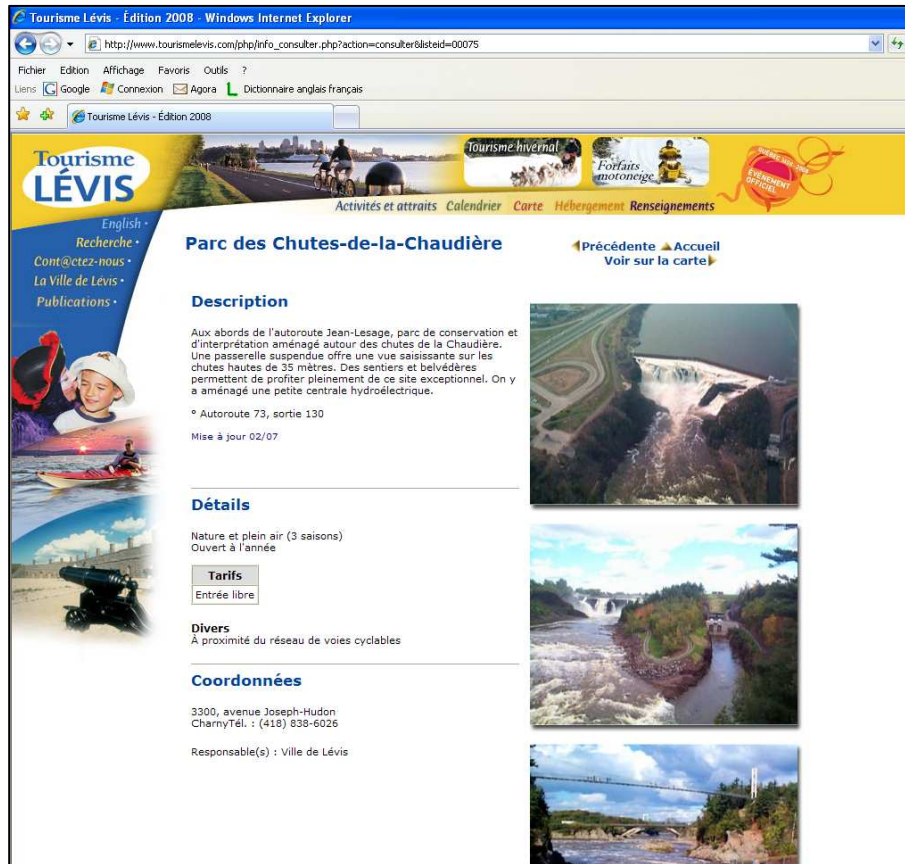 Tourisme Lévis - Édition 2008 - Windows Internet Explorer
http://www.tourismelevis.com/php/info_consulter.php?action=consulter&listeid=00075
Fichier Edition Affichage Favoris Outils ?
Liens Google Connexion Agora Dictionnaire anglais français
Tourisme Lévis - Édition 2008
Tourisme
LÉVIS
Tourisme hivernal
Forfaits
motoneige
QUÉBEC 1608-2008
ÉVÉNEMENT
OFFICIEL
Activités et attraits Calendrier Carte Hébergement Renseignements
English •
Recherche •
Cont@ctez-nous •
La Ville de Lévis •
Publications •
Parc des Chutes-de-la-Chaudière
Précédente Accueil
Voir sur la carte
Description
Aux abords de l'autoroute Jean-Lesage, parc de conservation et
d'interprétation aménagé autour des chutes de la Chaudière.
Une passerelle suspendue offre une vue saisissante sur les
chutes hautes de 35 mètres. Des sentiers et belvédères
permettent de profiter pleinement de ce site exceptionnel. On y
a aménagé une petite centrale hydroélectrique.
° Autoroute 73, sortie 130
Mise à jour 02/07
Détails
Nature et plein air (3 saisons)
Ouvert à l'année
Tarifs
Entrée libre
Divers
À proximité du réseau de voies cyclables
Coordonnées
3300, avenue Joseph-Hudon
CharnyTél. : (418) 838-6026
Responsable(s) : Ville de Lévis